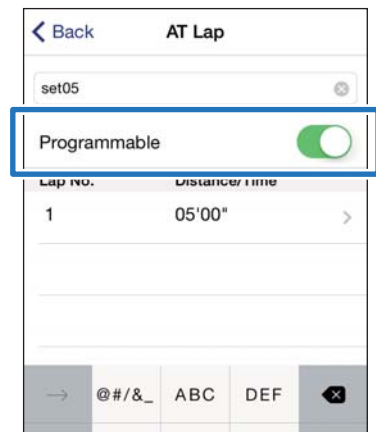 Back AT Lap
set05
Programmable
Lap No. Distance/Time
1 05'00"
@#/&_ ABC DEF